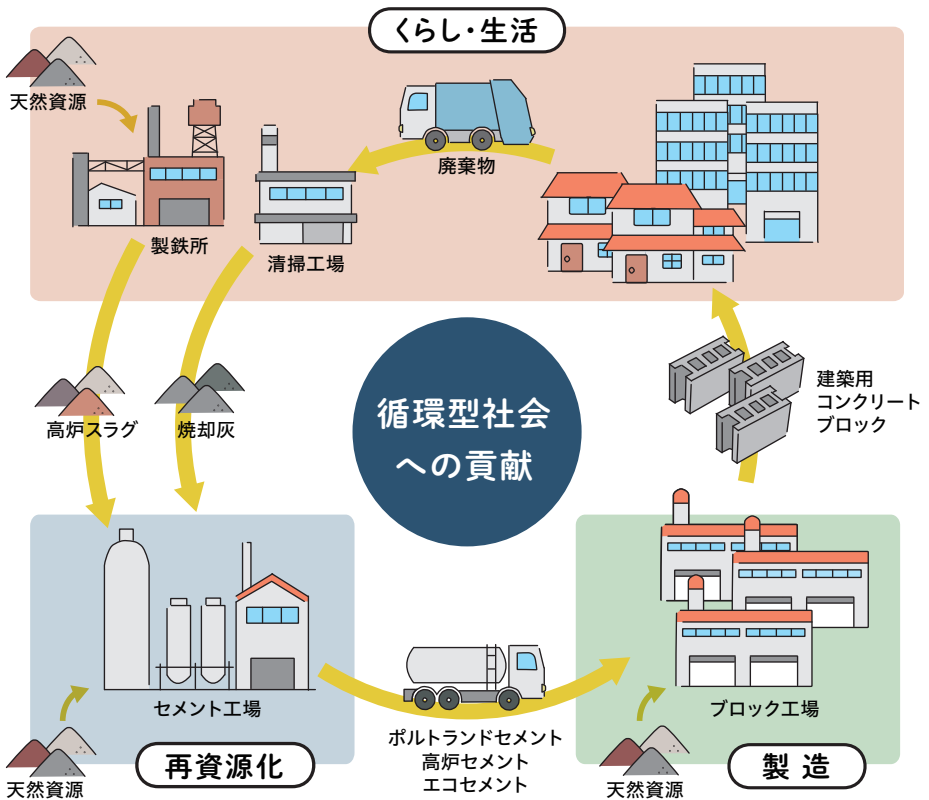 くらし・生活
天然資源
廃棄物
製鉄所
清掃工場
高炉スラグ
焼却灰
循環型社会
への貢献
建築用
コンクリート
ブロック
セメント工場
ブロック工場
ポルトランドセメント
高炉セメント
エコセメント
天然資源
再資源化
天然資源
製造